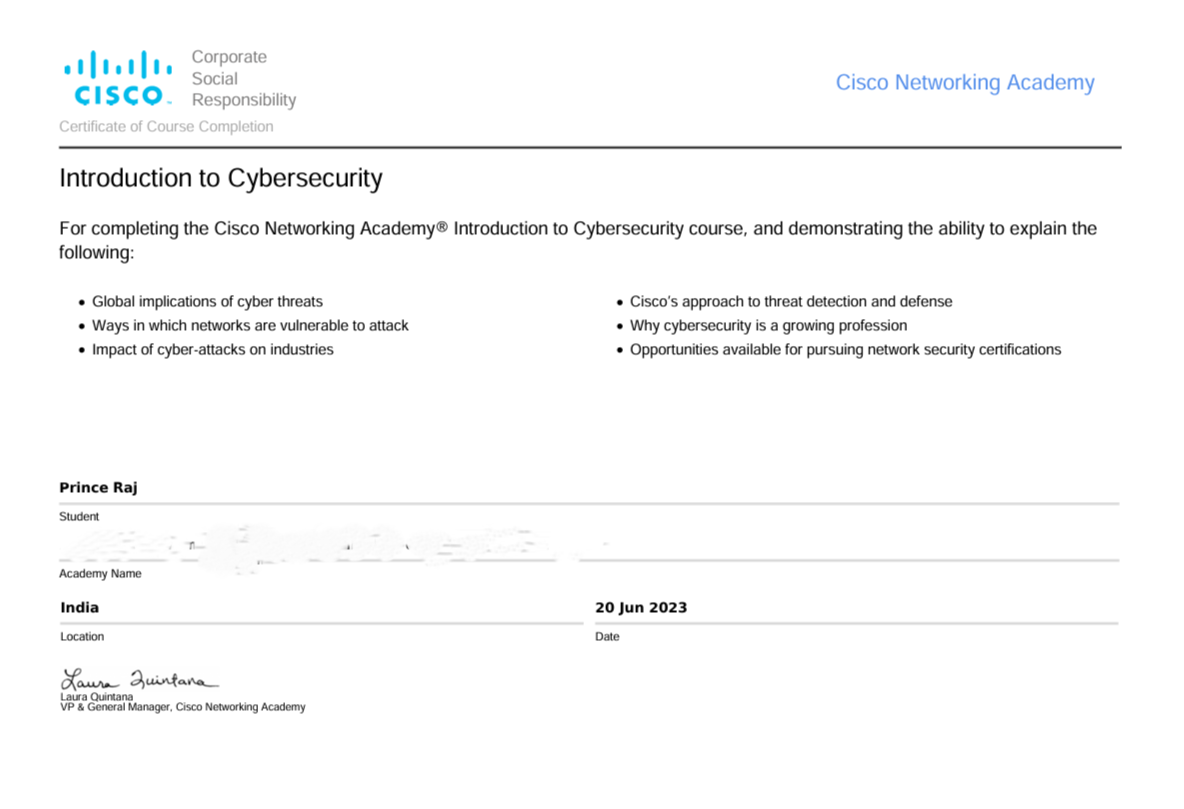 Corporate
Social
Responsibility
CISCO™
Cisco Networking Academy
Certificate of Course Completion
Introduction to Cybersecurity
For completing the Cisco Networking Academy® Introduction to Cybersecurity course, and demonstrating the ability to explain the
following:
• Global implications of cyber threats
• Ways in which networks are vulnerable to attack
• Impact of cyber-attacks on industries
• Cisco's approach to threat detection and defense
• Why cybersecurity is a growing profession
• Opportunities available for pursuing network security certifications
Prince Raj
Student
Academy Name
India
Location
20 Jun 2023
Date
Laura Quintana
Laura Quintana
VP & General Manager, Cisco Networking Academy